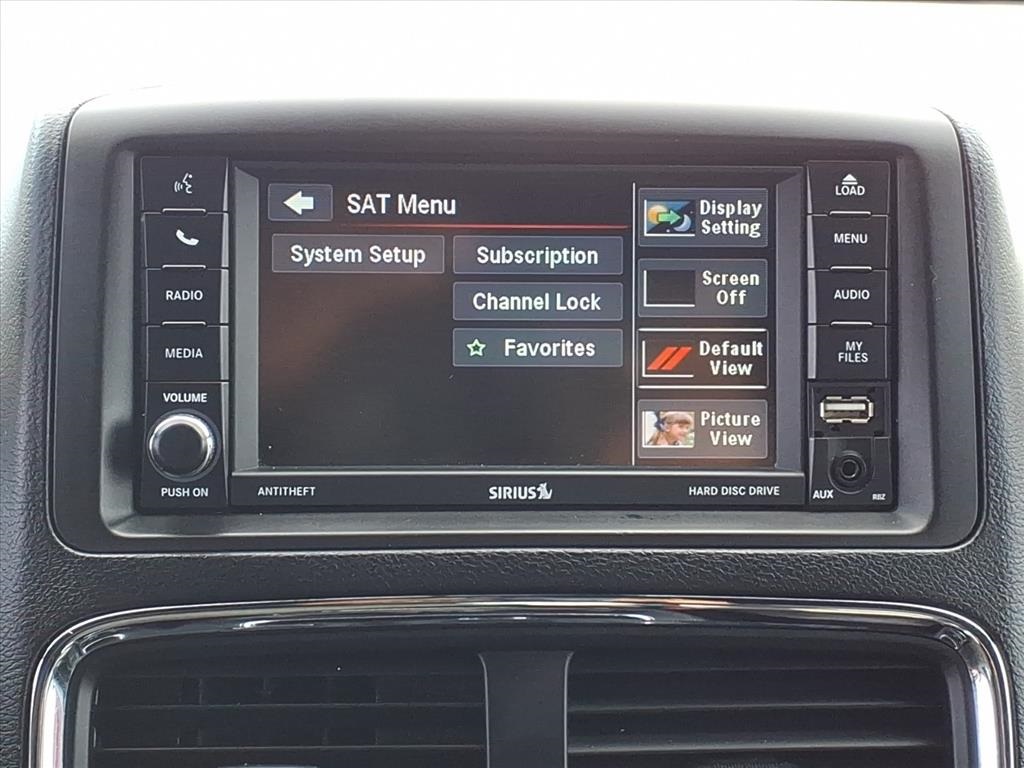 SAT Menu
System Setup
Subscription
Channel Lock
Favorites
Display
Setting
Screen
Off
Default
View
Picture
View
RADIO
MEDIA
VOLUME
PUSH ON
LOAD
MENU
AUDIO
MY
FILES
AUX
RBZ
ANTITHEFT
SIRIUS
HARD DISC DRIVE